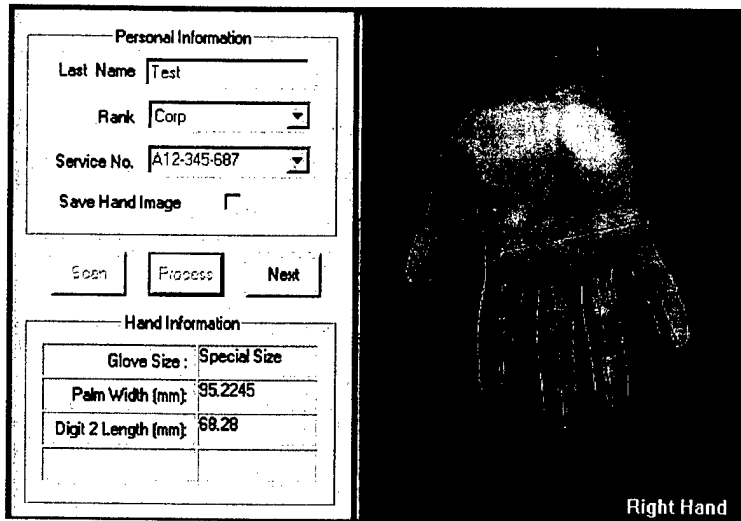 Personal Information
Last Name Test
Rank Corp
Service No. A12-345-687
Save Hand Image
Scan Process Next
Hand Information
Glove Size : Special Size
Palm Width (mm): 95.2245
Digit 2 Length (mm): 68.28
Right Hand